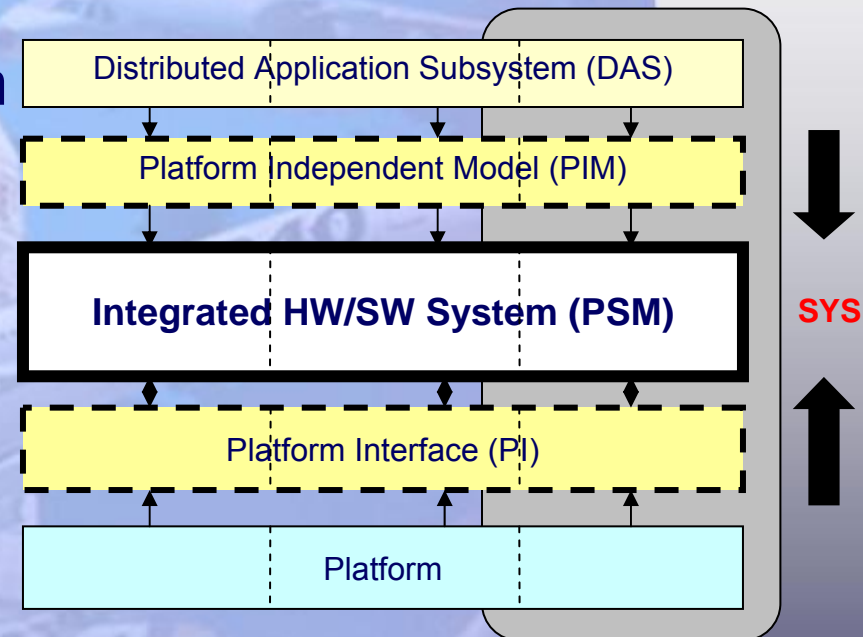 Distributed Application Subsystem (DAS)
Platform Independent Model (PIM)
Integrated HW/SW System (PSM)
SYS
Platform Interface (PI)
Platform